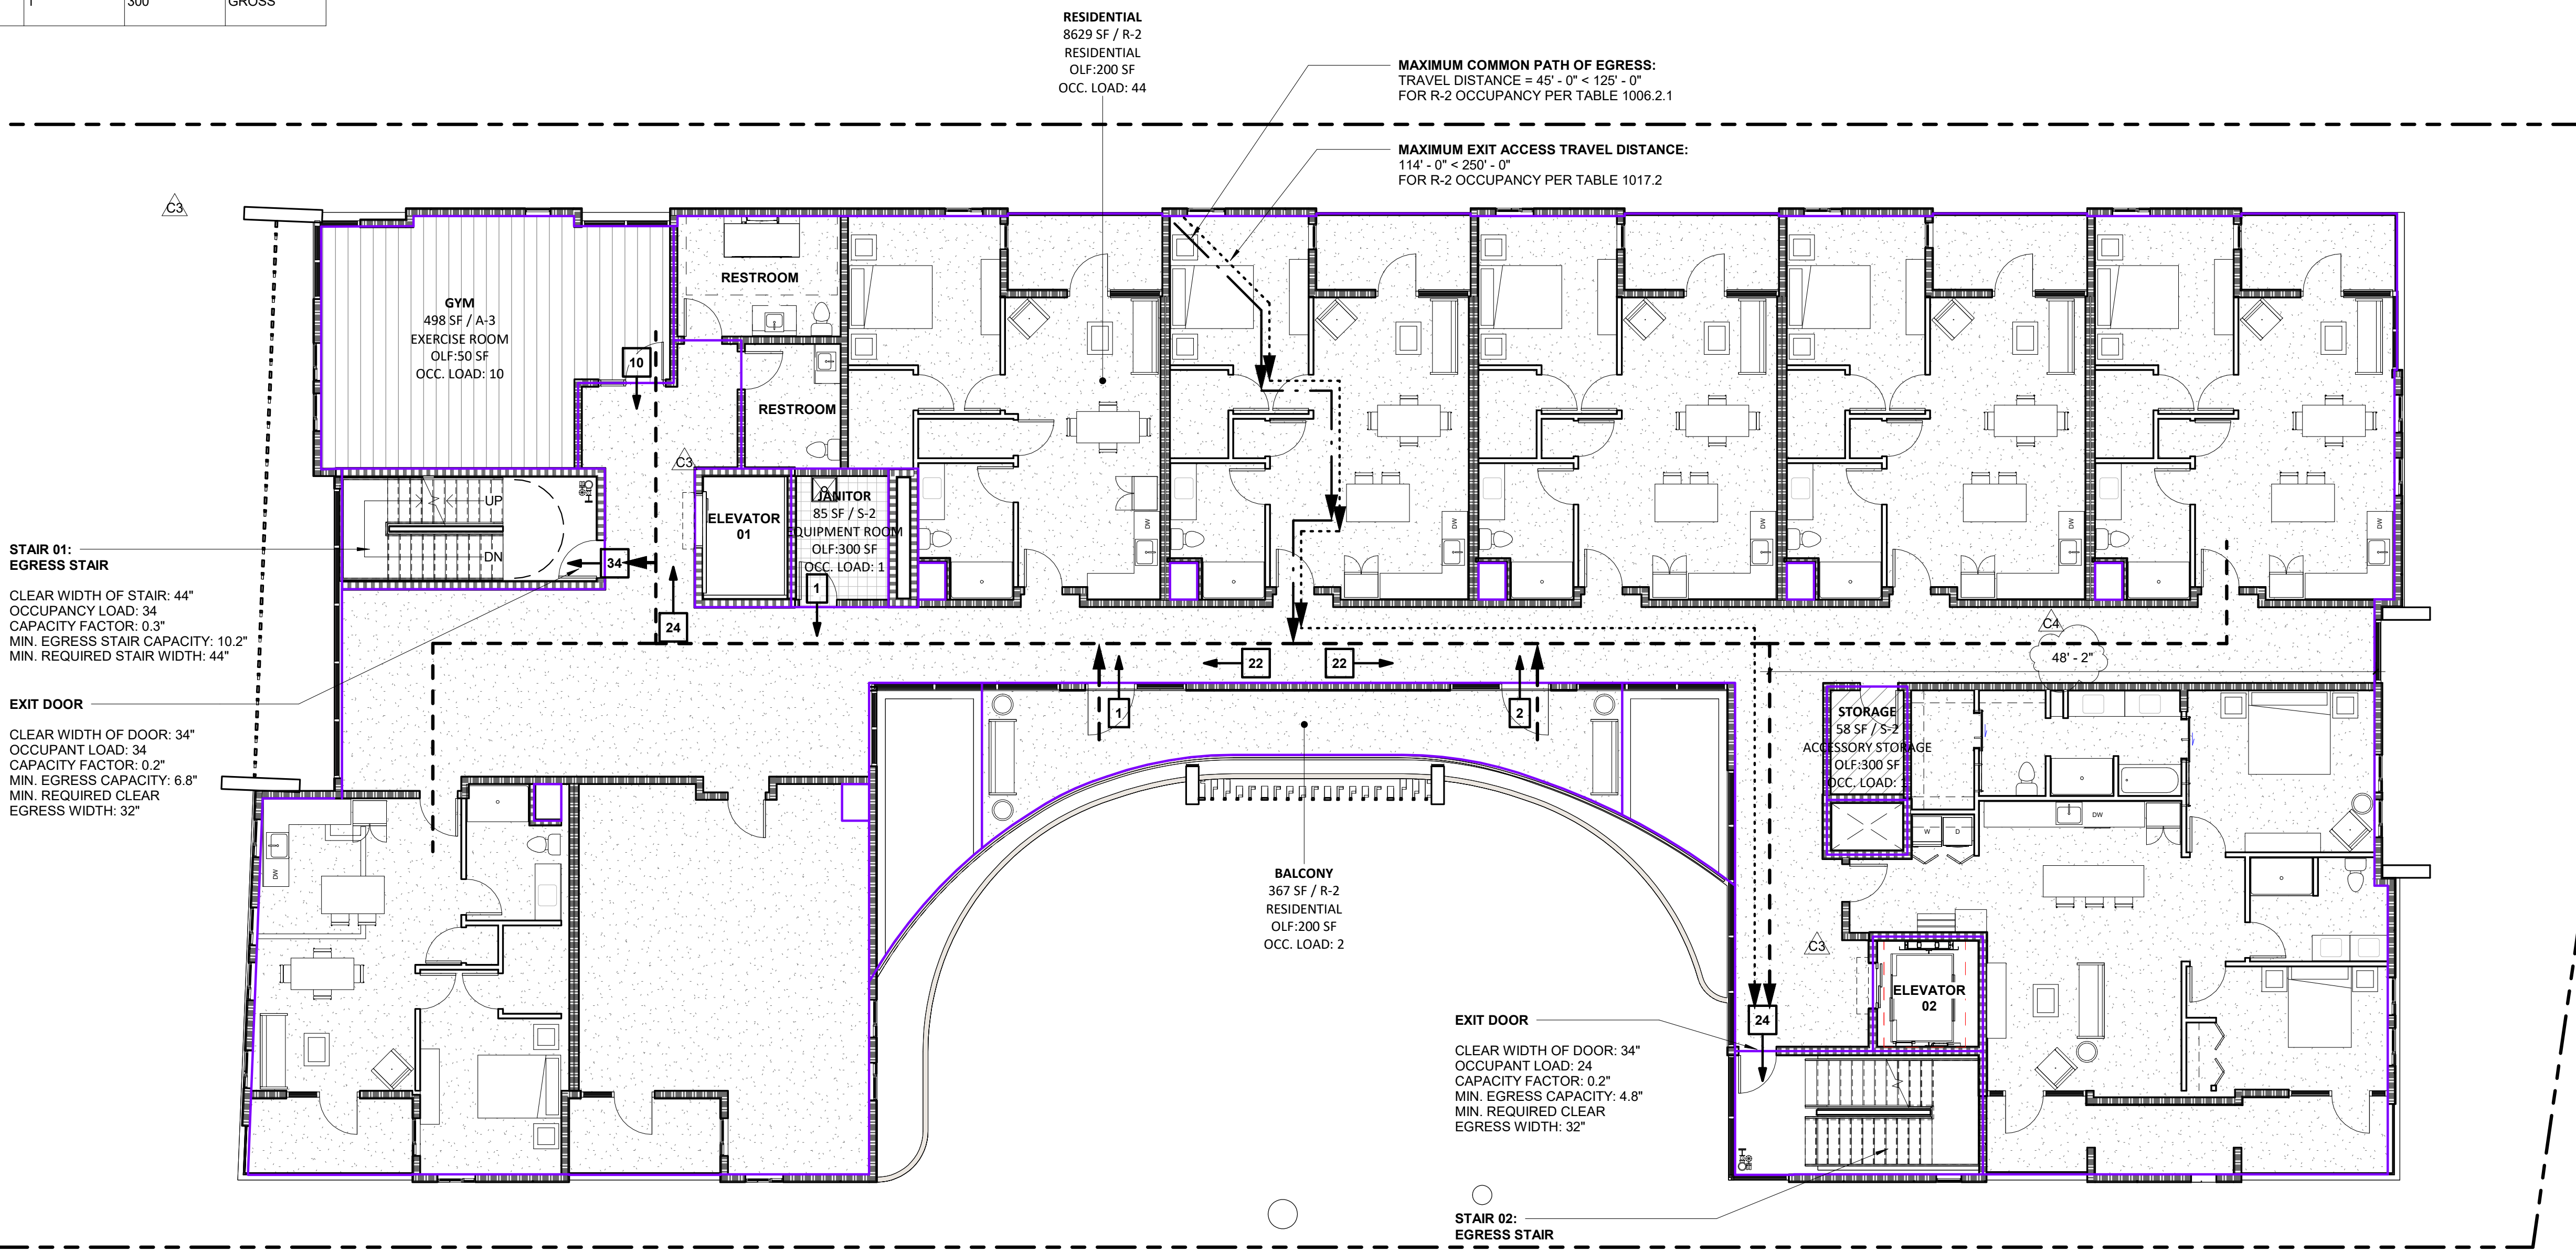 1 300 GROSS
RESIDENTIAL
8629 SF / R-2
RESIDENTIAL
OLF:200 SF
OCC. LOAD: 44
MAXIMUM COMMON PATH OF EGRESS:
TRAVEL DISTANCE = 45' - 0" < 125' - 0"
FOR R-2 OCCUPANCY PER TABLE 1006.2.1
MAXIMUM EXIT ACCESS TRAVEL DISTANCE:
114' - 0" < 250' - 0"
FOR R-2 OCCUPANCY PER TABLE 1017.2
C3
GYM
498 SF / A-3
EXERCISE ROOM
OLF:50 SF
OCC. LOAD: 10
10
RESTROOM
RESTROOM
C3
UP
DN
34
24
ELEVATOR
01
JANITOR
85 SF / S-2
EQUIPMENT ROOM
OLF:300 SF
OCC. LOAD: 1
1
DW
DW
DW
DW
DW
STAIR 01:
EGRESS STAIR
CLEAR WIDTH OF STAIR: 44"
OCCUPANCY LOAD: 34
CAPACITY FACTOR: 0.3"
MIN. EGRESS STAIR CAPACITY: 10.2"
MIN. REQUIRED STAIR WIDTH: 44"
EXIT DOOR
CLEAR WIDTH OF DOOR: 34"
OCCUPANT LOAD: 34
CAPACITY FACTOR: 0.2"
MIN. EGRESS CAPACITY: 6.8"
MIN. REQUIRED CLEAR
EGRESS WIDTH: 32"
22
22
1
2
C4
48' - 2"
STORAGE
58 SF / S-2
ACCESSORY STORAGE
OLF:300 SF
OCC. LOAD: 1
W D
DW
DW
BALCONY
367 SF / R-2
RESIDENTIAL
OLF:200 SF
OCC. LOAD: 2
C3
ELEVATOR
02
24
EXIT DOOR
CLEAR WIDTH OF DOOR: 34"
OCCUPANT LOAD: 24
CAPACITY FACTOR: 0.2"
MIN. EGRESS CAPACITY: 4.8"
MIN. REQUIRED CLEAR
EGRESS WIDTH: 32"
STAIR 02:
EGRESS STAIR